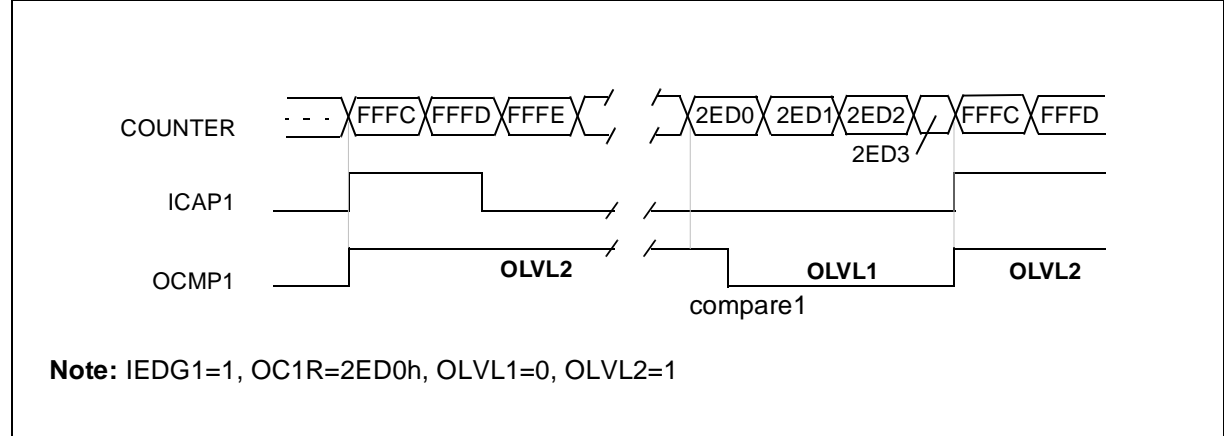 COUNTER FFFC FFFD FFFE 2ED0 2ED1 2ED2 FFFC FFFD
2ED3
ICAP1
OCMP1 OLVL2 OLVL1 OLVL2
compare1
Note: IEDG1=1, OC1R=2ED0h, OLVL1=0, OLVL2=1